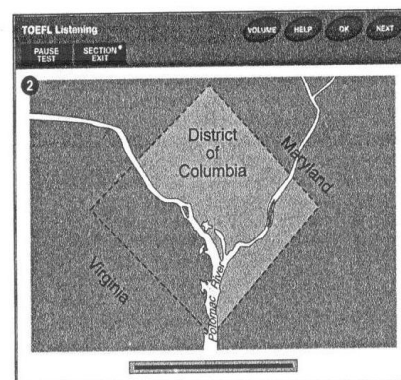 TOEFL Listening
VOLUME
HELP
OK
NEXT
PAUSE
TEST
SECTION
EXIT
2
District
of
Columbia
Maryland
Virginia
Potomac River